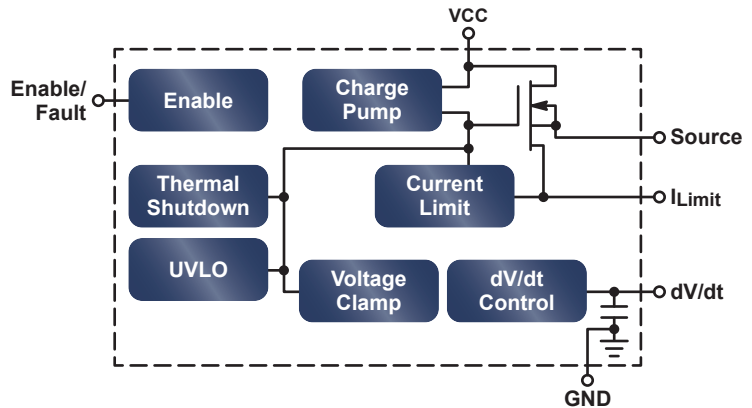 VCC
Enable/
Fault
Enable
Charge
Pump
Source
Thermal
Shutdown
Current
Limit
ILimit
UVLO
Voltage
Clamp
dV/dt
Control
dV/dt
GND